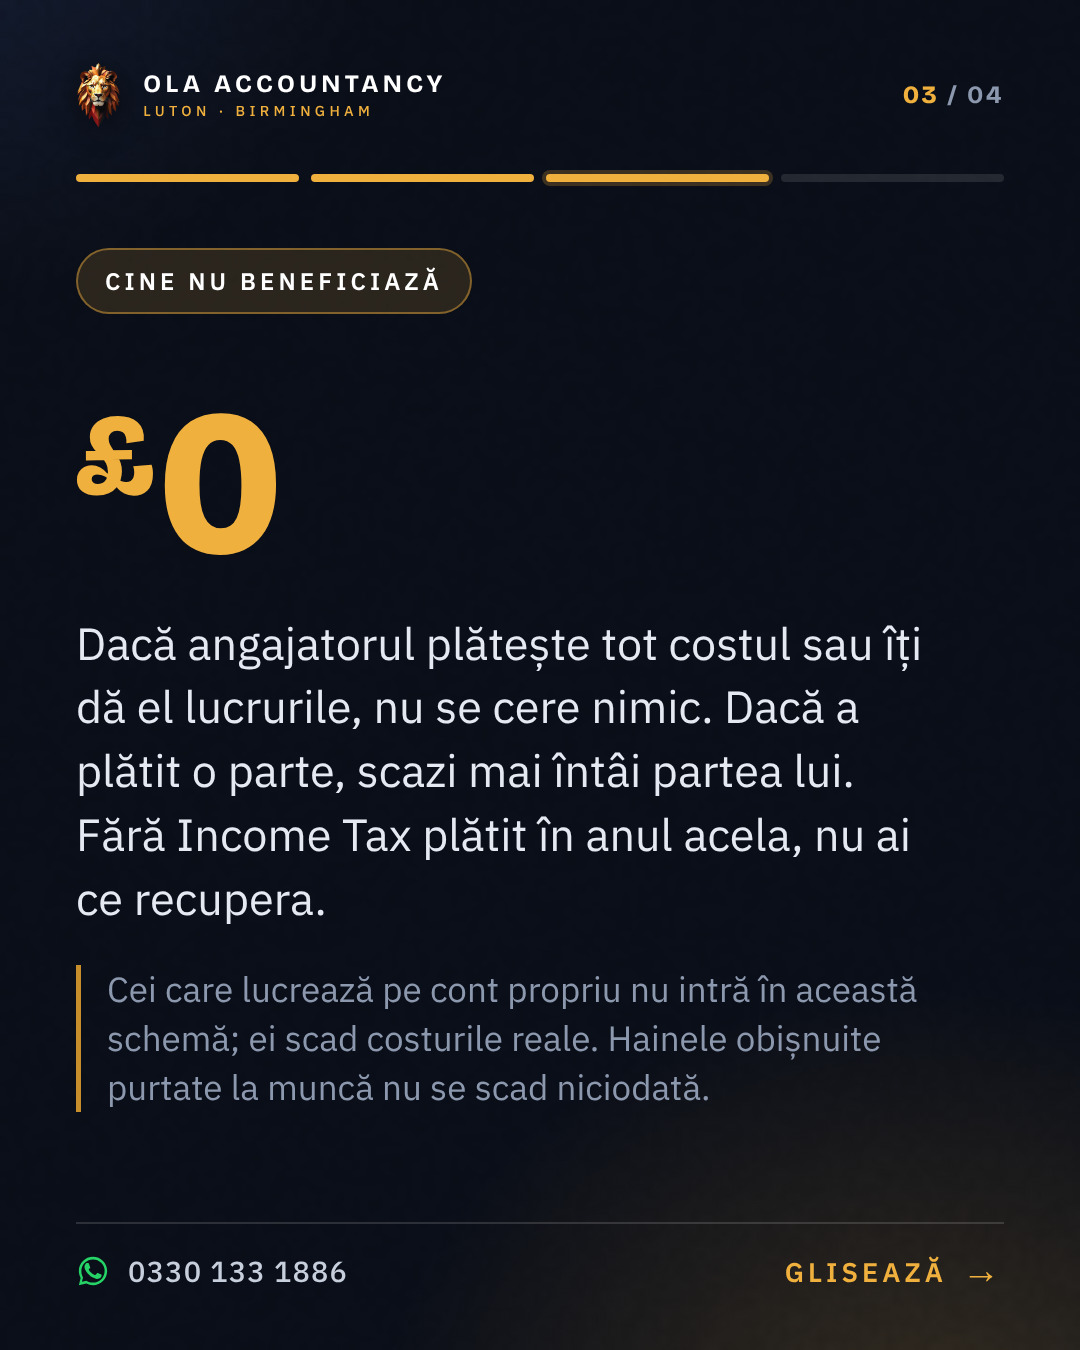 OLA ACCOUNTANCY
LUTON · BIRMINGHAM
03 / 04
CINE NU BENEFICIAZĂ
£0
Dacă angajatorul plătește tot costul sau îți
dă el lucrurile, nu se cere nimic. Dacă a
plătit o parte, scazi mai întâi partea lui.
Fără Income Tax plătit în anul acela, nu ai
ce recupera.
Cei care lucrează pe cont propriu nu intră în această
schemă; ei scad costurile reale. Hainele obișnuite
purtate la muncă nu se scad niciodată.
0330 133 1886
GLISEAZĂ →